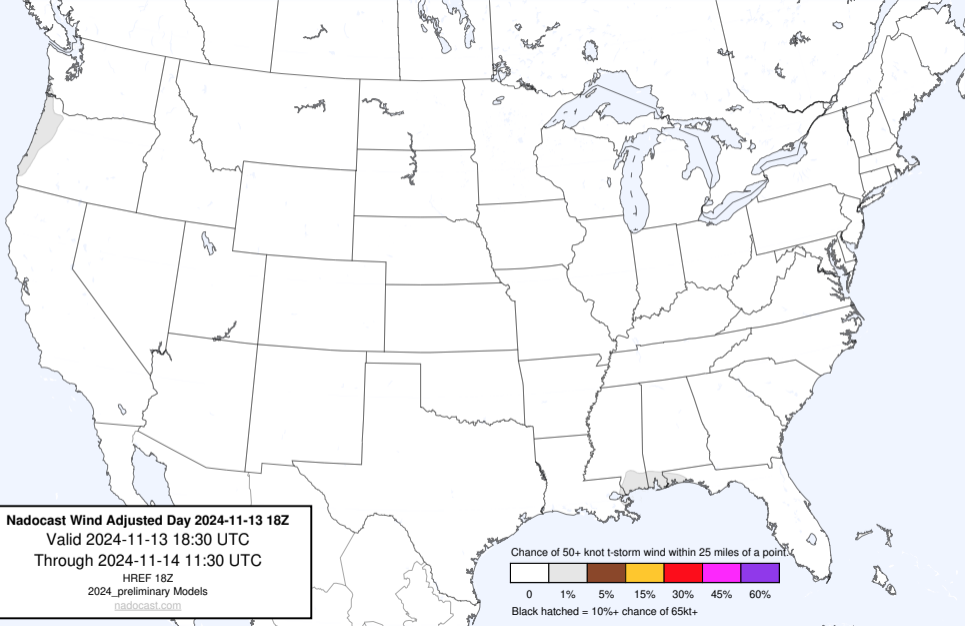 Nadocast Wind Adjusted Day 2024-11-13 18Z
Valid 2024-11-13 18:30 UTC
Through 2024-11-14 11:30 UTC
HREF 18Z
2024_preliminary Models
nadocast.com
Chance of 50+ knot t-storm wind within 25 miles of a point.
0 1% 5% 15% 30% 45% 60%
Black hatched = 10%+ chance of 65kt+